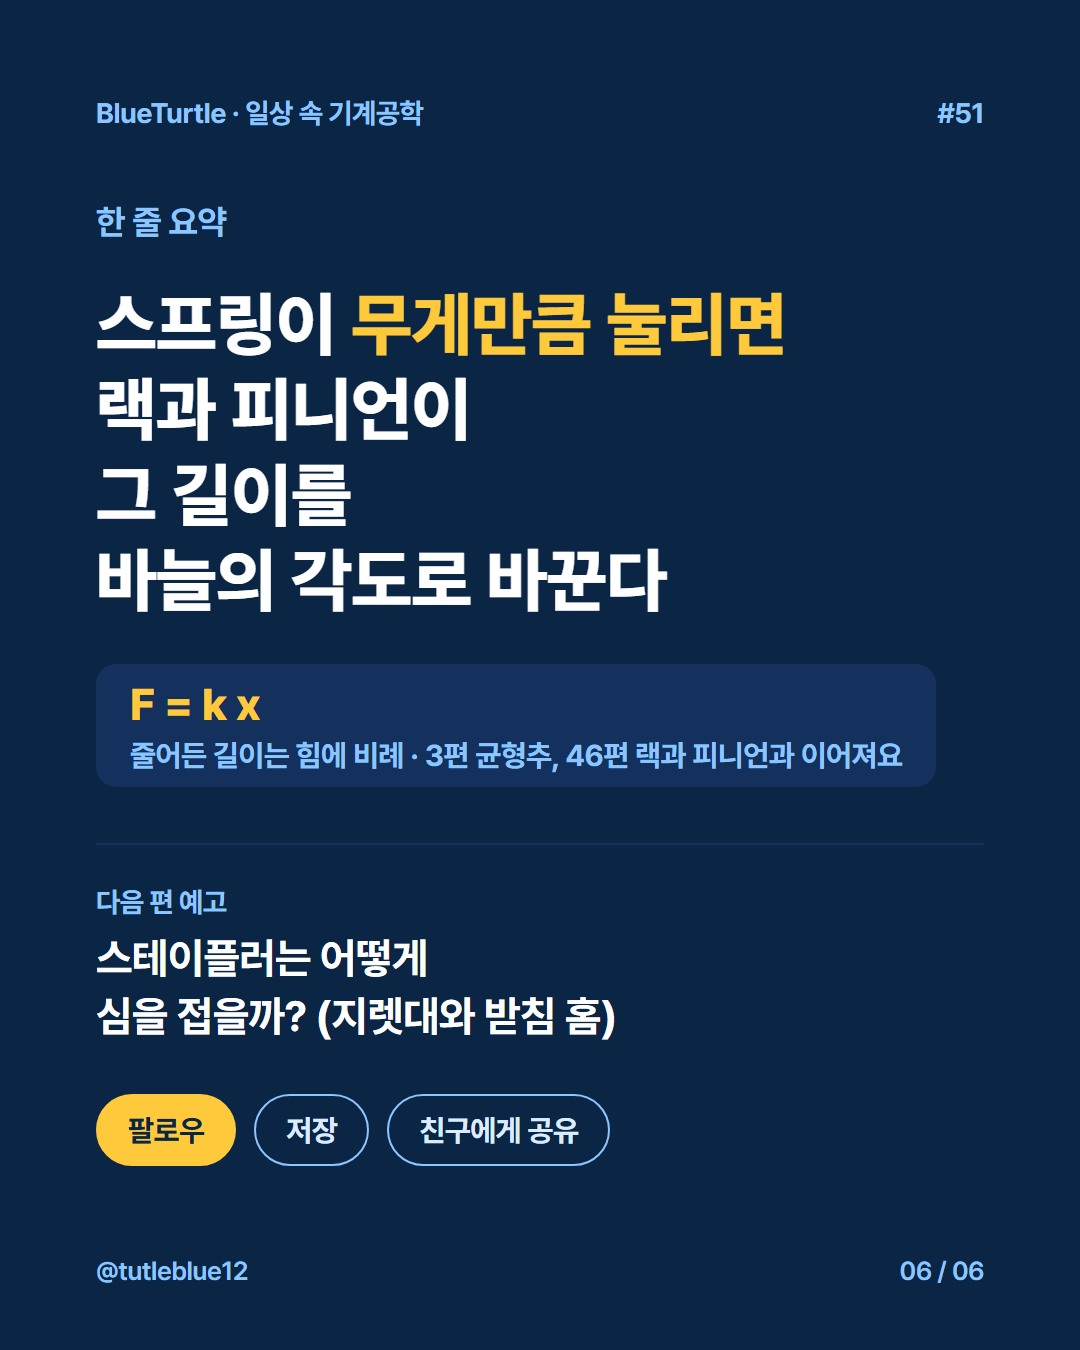 BlueTurtle · 일상 속 기계공학
#51
한 줄 요약
스프링이 무게만큼 눌리면
랙과 피니언이
그 길이를
바늘의 각도로 바꾼다
F = k x
줄어든 길이는 힘에 비례 · 3편 균형추, 46편 랙과 피니언과 이어져요
다음 편 예고
스테이플러는 어떻게
심을 접을까? (지렛대와 받침 홈)
팔로우
저장
친구에게 공유
@tutleblue12
06 / 06